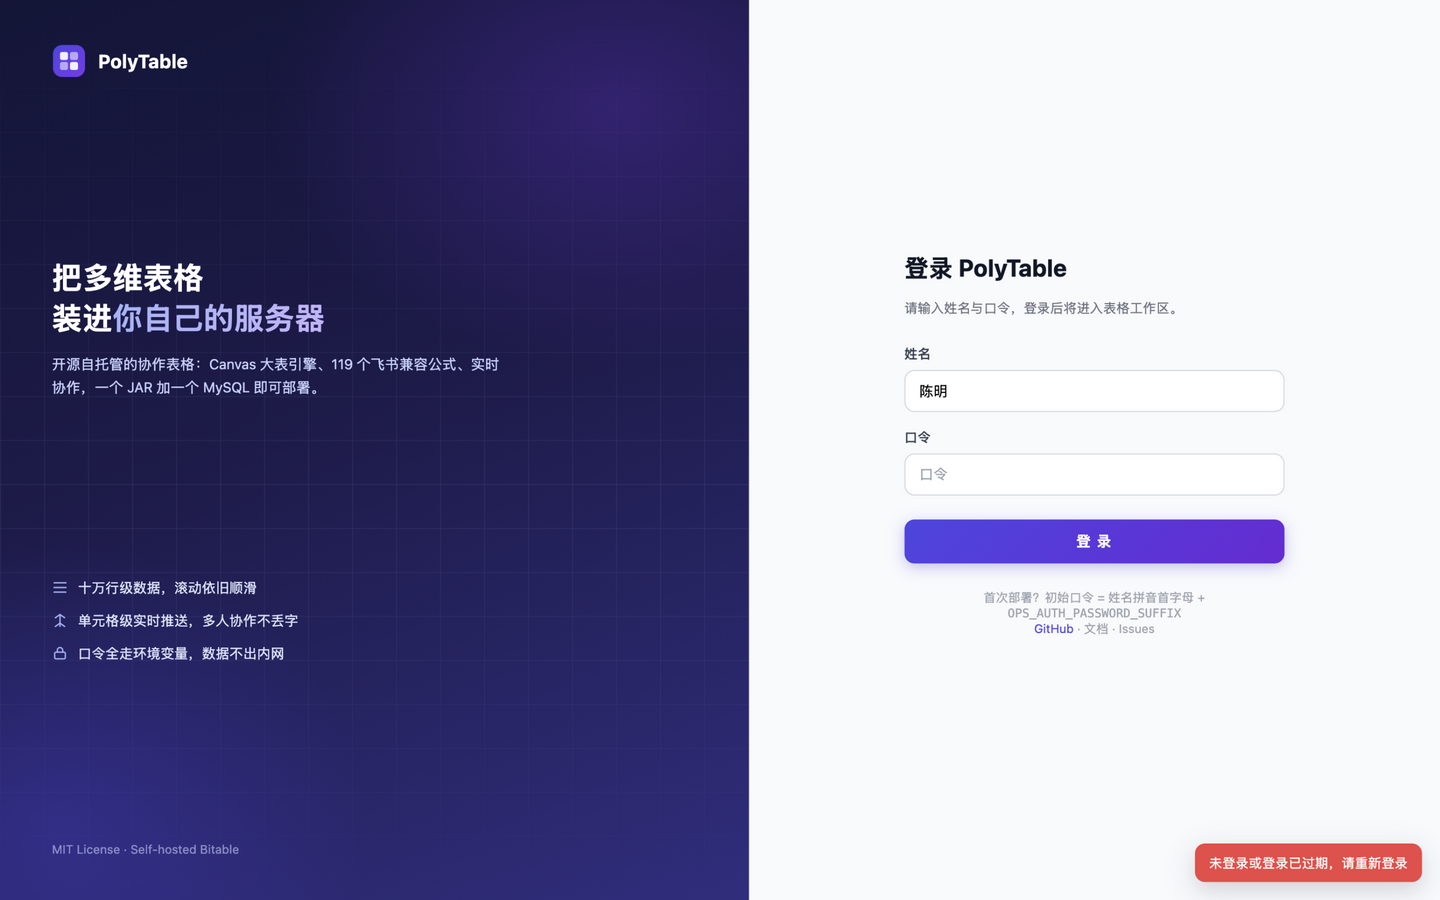 PolyTable
把多维表格
装进你自己的服务器
开源自托管的协作表格：Canvas 大表引擎、119 个飞书兼容公式、实时
协作，一个 JAR 加一个 MySQL 即可部署。
十万行级数据，滚动依旧顺滑
单元格级实时推送，多人协作不丢字
口令全走环境变量，数据不出内网
MIT License · Self-hosted Bitable
登录 PolyTable
请输入姓名与口令，登录后将进入表格工作区。
姓名
陈明
口令
口令
登 录
首次部署？初始口令 = 姓名拼音首字母 +
OPS_AUTH_PASSWORD_SUFFIX
GitHub · 文档 · Issues
未登录或登录已过期，请重新登录